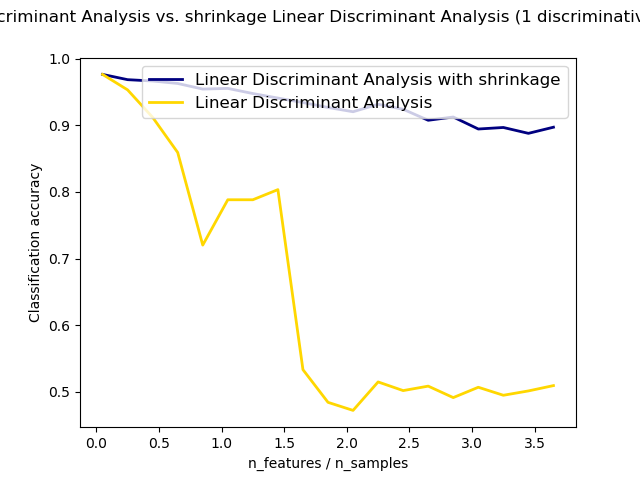 criminant Analysis vs. shrinkage Linear Discriminant Analysis (1 discriminativ
Linear Discriminant Analysis with shrinkage
Linear Discriminant Analysis
1.0
0.9
0.8
0.7
0.6
0.5
Classification accuracy
0.0 0.5 1.0 1.5 2.0 2.5 3.0 3.5
n_features / n_samples